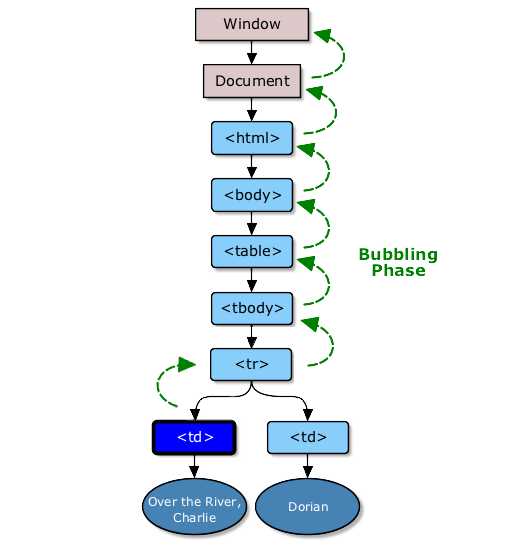 Window
Document
<html>
<body>
<table>
Bubbling
Phase
<tbody>
<tr>
<td>
<td>
Over the River,
Charlie
Dorian